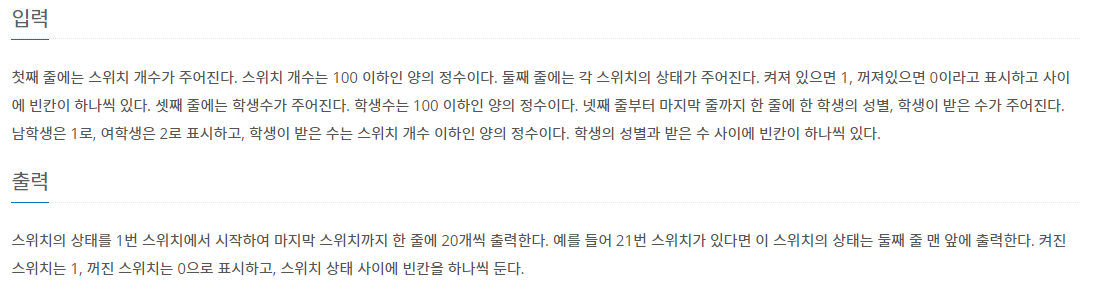 입력
첫째 줄에는 스위치 개수가 주어진다. 스위치 개수는 100 이하인 양의 정수이다. 둘째 줄에는 각 스위치의 상태가 주어진다. 켜져 있으면 1, 꺼져있으면 0이라고 표시하고 사이
에 빈칸이 하나씩 있다. 셋째 줄에는 학생수가 주어진다. 학생수는 100 이하인 양의 정수이다. 넷째 줄부터 마지막 줄까지 한 줄에 한 학생의 성별, 학생이 받은 수가 주어진다.
남학생은 1로, 여학생은 2로 표시하고, 학생이 받은 수는 스위치 개수 이하인 양의 정수이다. 학생의 성별과 받은 수 사이에 빈칸이 하나씩 있다.
출력
스위치의 상태를 1번 스위치에서 시작하여 마지막 스위치까지 한 줄에 20개씩 출력한다. 예를 들어 21번 스위치가 있다면 이 스위치의 상태는 둘째 줄 맨 앞에 출력한다. 켜진
스위치는 1, 꺼진 스위치는 0으로 표시하고, 스위치 상태 사이에 빈칸을 하나씩 둔다.